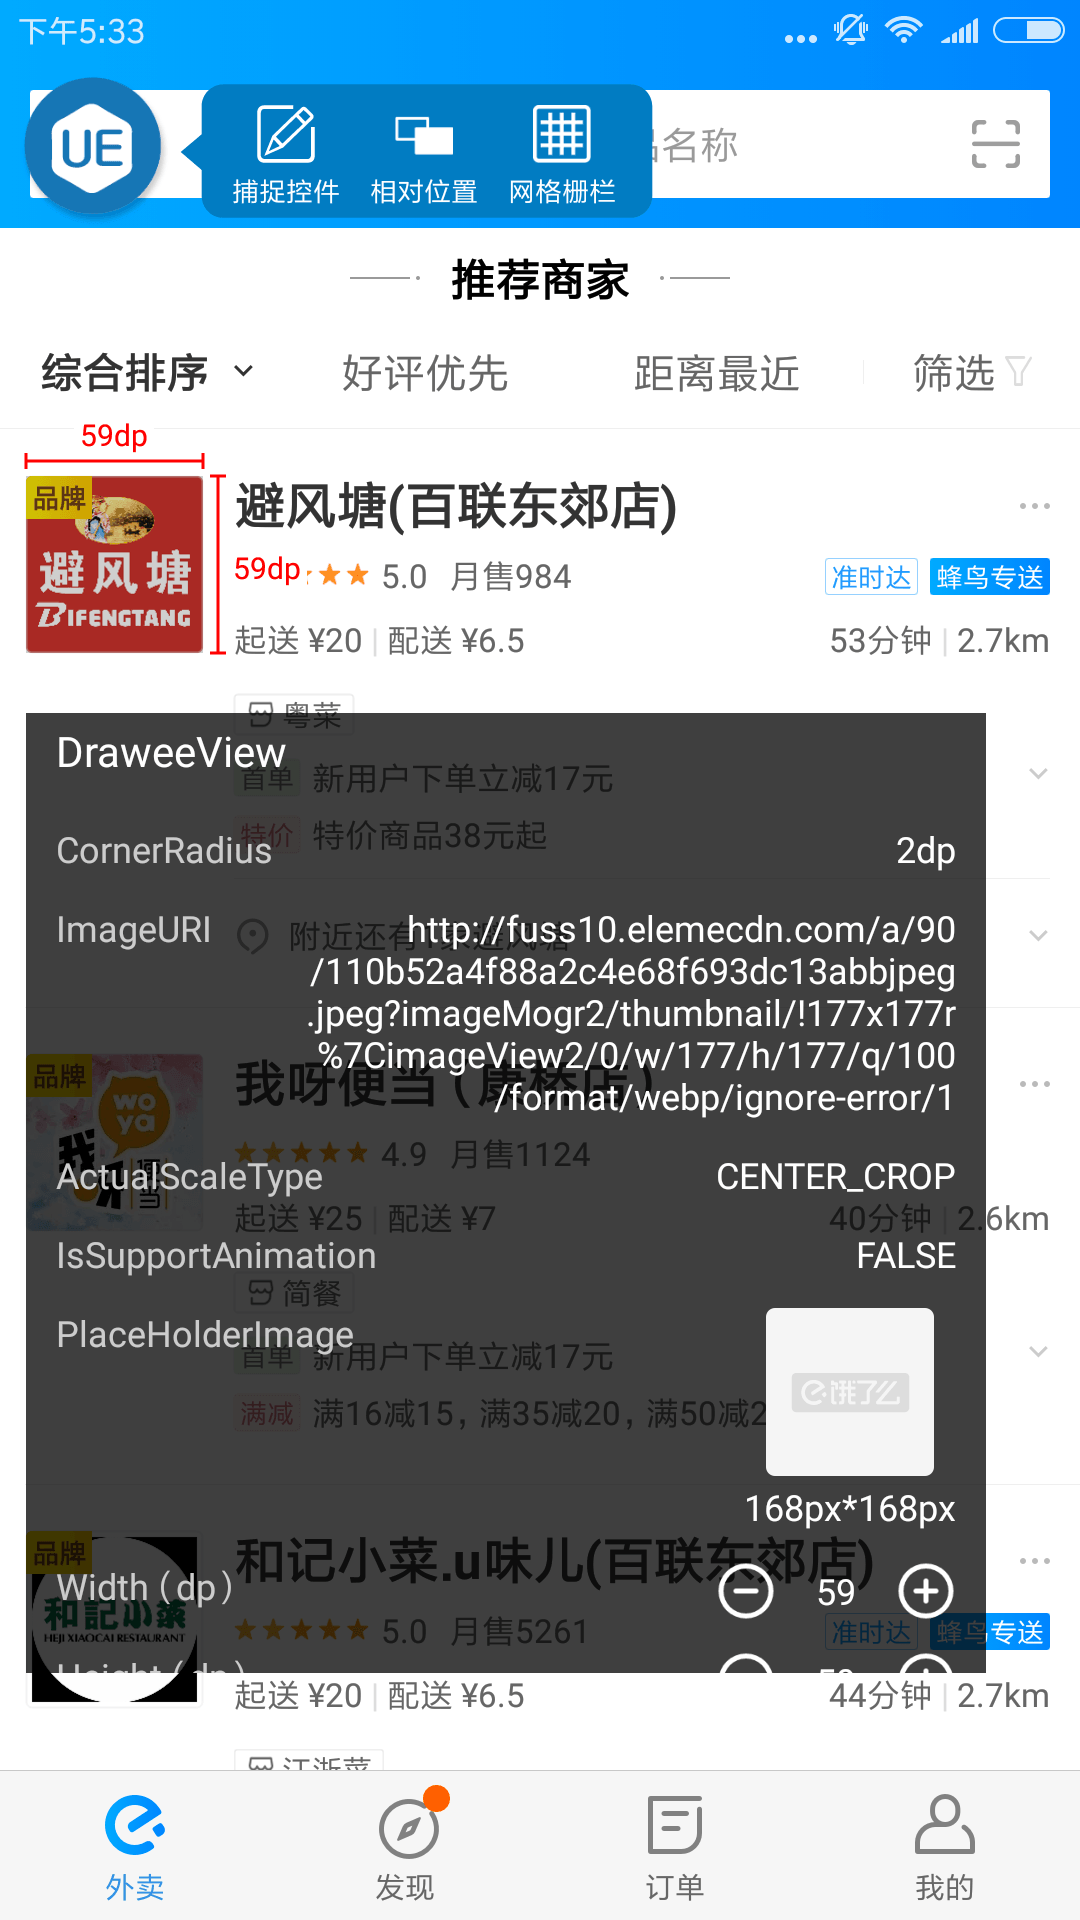 下午5:33
UE
捕捉控件 相对位置 网格栅栏
名称
推荐商家
综合排序 好评优先 距离最近 筛选
59dp
品牌
避风塘
BIFENGTANG
避风塘(百联东郊店)
59dp
5.0 月售984
准时达 蜂鸟专送
起送 ¥20 配送 ¥6.5
53分钟 2.7km
粤菜
DraweeView
首单 新用户下单立减17元
特价 特价商品38元起
CornerRadius 2dp
附近还有
避风塘
ImageURI http://fuss10.elemecdn.com/a/90
/110b52a4f88a2c4e68f693dc13abbjpeg
.jpeg?imageMogr2/thumbnail/!177x177r
%7CimageView2/0/w/177/h/177/q/100
/format/webp/ignore-error/1
品牌
wo
ya
我呀便当（康桥店）
4.9 月售1124
ActualScaleType CENTER_CROP
起送 ¥25 配送 ¥7
40分钟 2.6km
IsSupportAnimation FALSE
简餐
PlaceHolderImage
饿了么
首单 新用户下单立减17元
满减 满16减15，满35减20，满50减2
168px*168px
品牌
和記小菜
HEJI XIAOCAI RESTAURANT
和记小菜.u味儿(百联东郊店)
Width（dp） 59
5.0 月售5261
准时达 蜂鸟专送
Height（dp） 59
起送 ¥20 配送 ¥6.5
44分钟 2.7km
江浙菜
外卖 发现 订单 我的